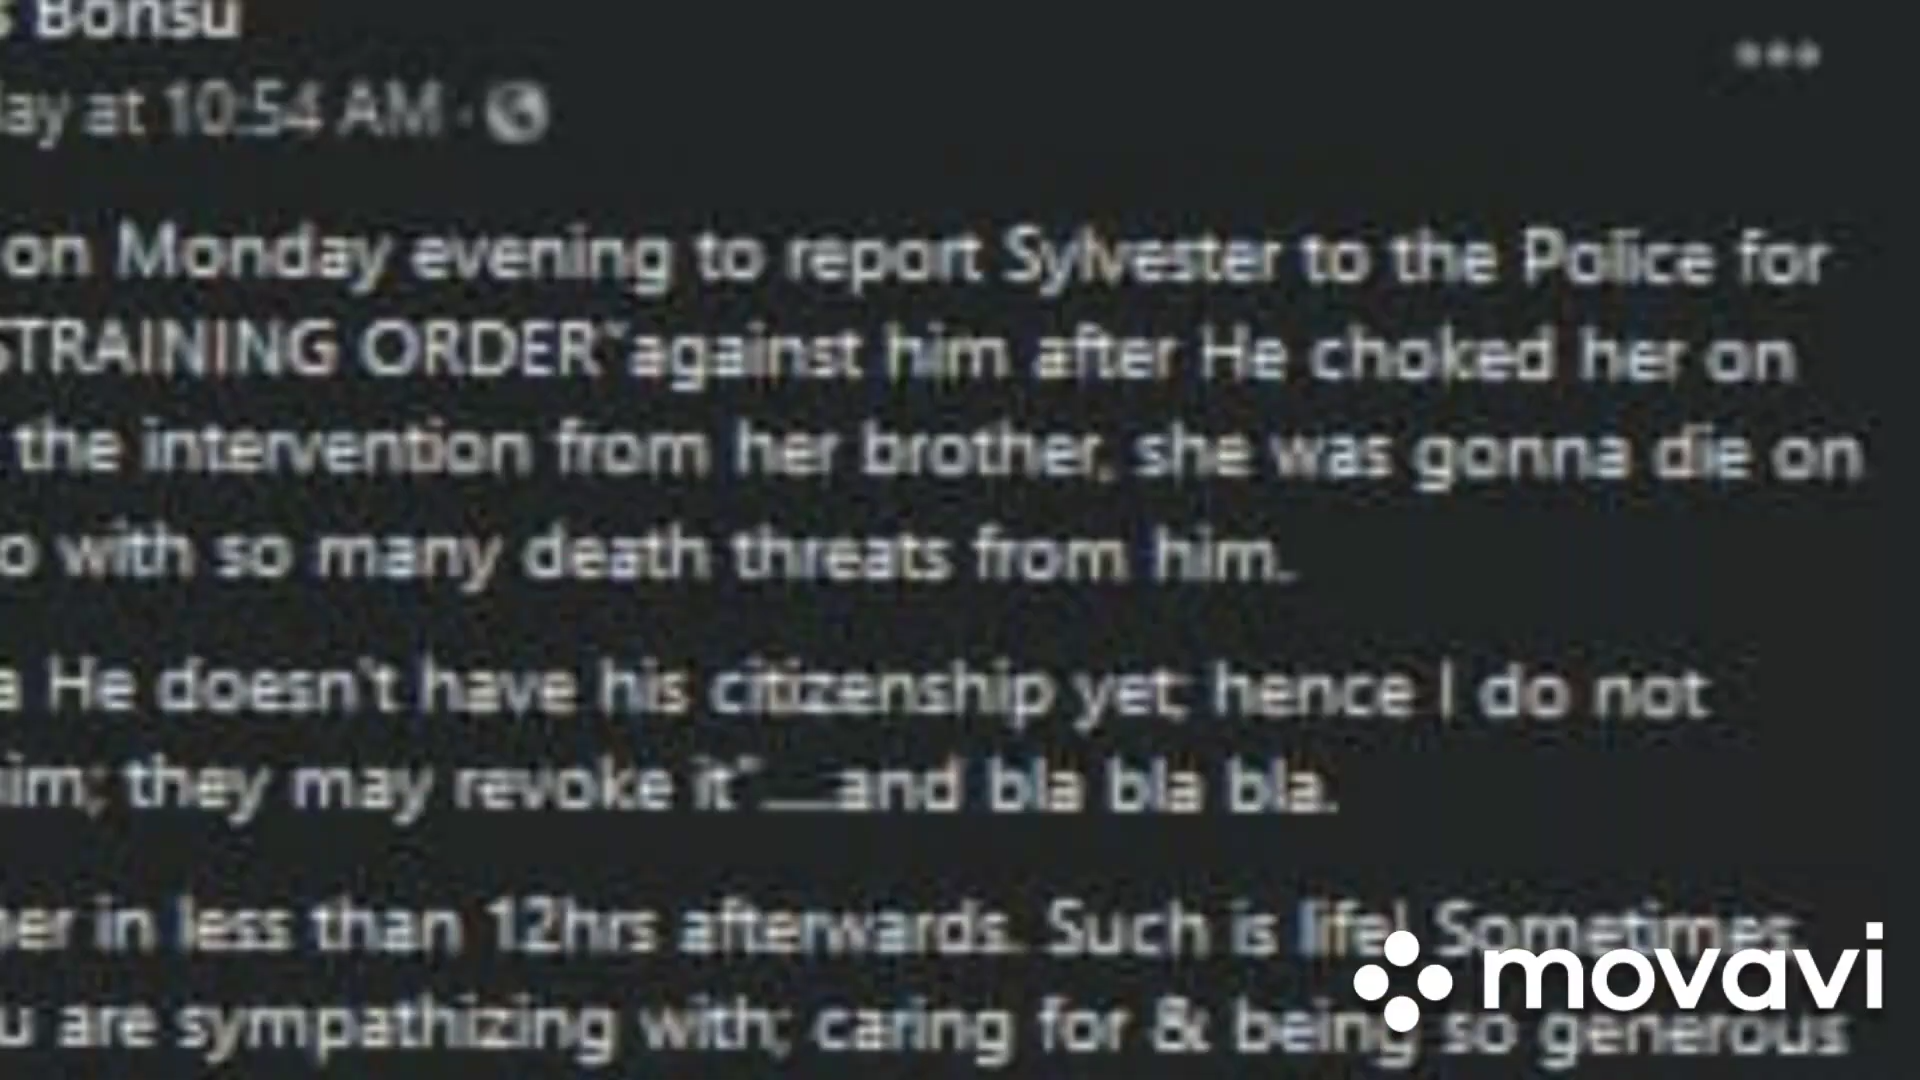 s Bonsu
day at 10:54 AM ·
on Monday evening to report Sylvester to the Police for
STRAINING ORDER" against him after He choked her on
the intervention from her brother, she was gonna die on
o with so many death threats from him.
a He doesn't have his citizenship yet; hence I do not
im; they may revoke it"__and bla bla bla.
her in less than 12hrs afterwards. Such is life! Sometimes
u are sympathizing with; caring for & being so generous
movavi